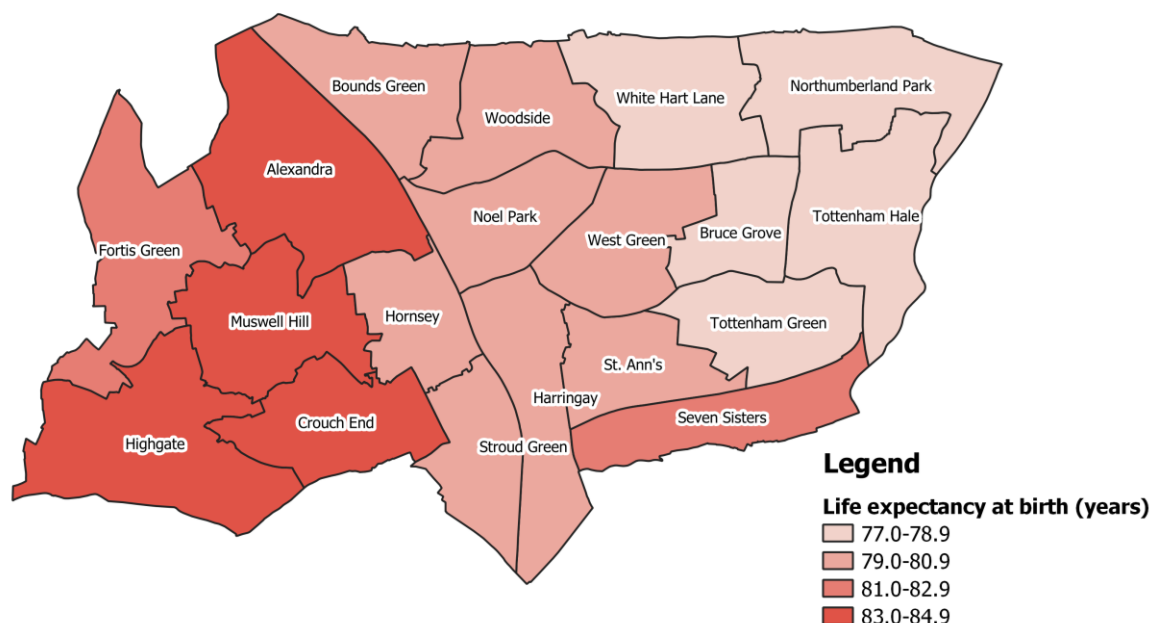 Bounds Green
Woodside
White Hart Lane
Northumberland Park
Alexandra
Noel Park
West Green
Bruce Grove
Tottenham Hale
Fortis Green
Muswell Hill
Hornsey
Tottenham Green
St. Ann's
Harringay
Seven Sisters
Highgate
Crouch End
Stroud Green
Legend
Life expectancy at birth (years)
77.0-78.9
79.0-80.9
81.0-82.9
83.0-84.9